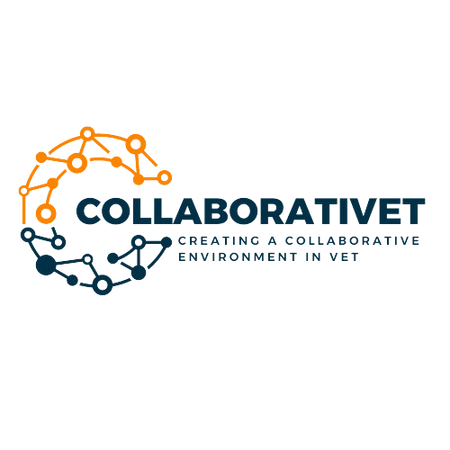 COLLABORATIVET
CREATING A COLLABORATIVE
ENVIRONMENT IN VET